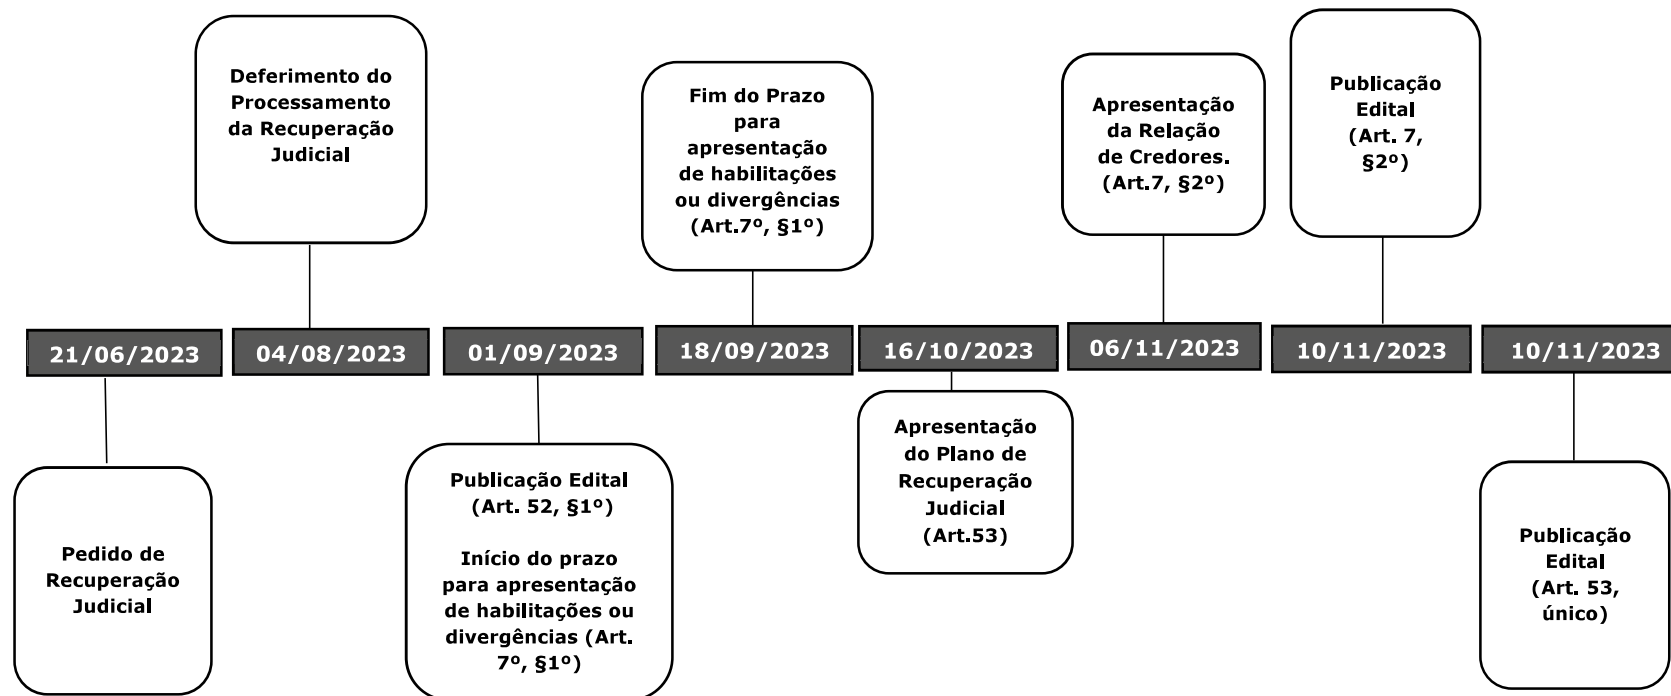 Deferimento do
Processamento
da Recuperação
Judicial
Fim do Prazo
para
apresentação
de habilitações
ou divergências
(Art.7º, §1º)
Apresentação
da Relação
de Credores.
(Art.7, §2º)
Publicação
Edital
(Art. 7,
§2º)
21/06/2023
04/08/2023
01/09/2023
18/09/2023
16/10/2023
06/11/2023
10/11/2023
10/11/2023
Pedido de
Recuperação
Judicial
Publicação Edital
(Art. 52, §1º)
Início do prazo
para apresentação
de habilitações ou
divergências (Art.
7º, §1º)
Apresentação
do Plano de
Recuperação
Judicial
(Art.53)
Publicação
Edital
(Art. 53,
único)